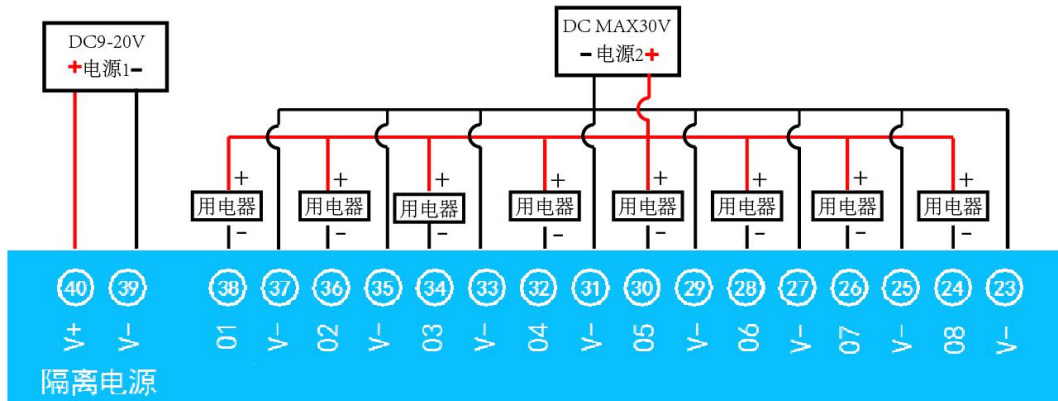 DC9-20V
+电源1-
DC MAX30V
-电源2+
+ + + + + + + +
用电器 用电器 用电器 用电器 用电器 用电器 用电器 用电器
- - - - - - - -
40 39 38 37 36 35 34 33 32 31 30 29 28 27 26 25 24 23
V+ V- 01 V- 02 V- 03 V- 04 V- 05 V- 06 V- 07 V- 08 V-
隔离电源